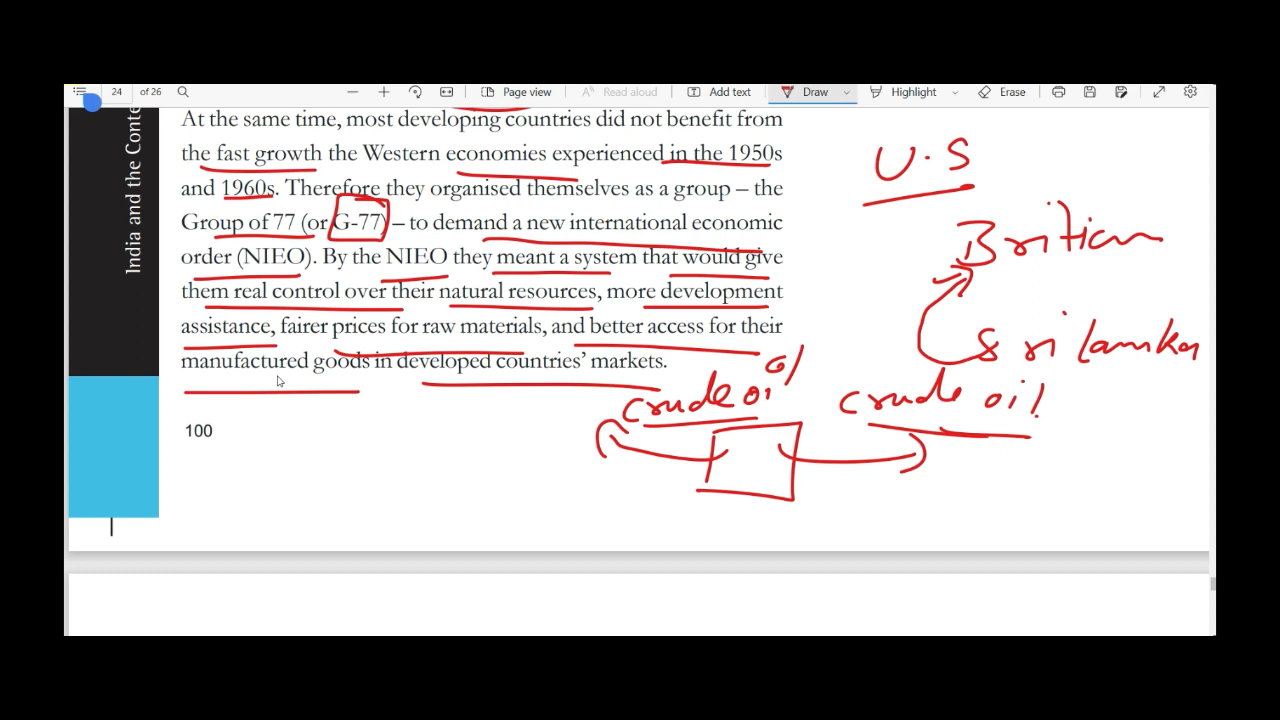 24 of 26 Page view Read aloud Add text Draw Highlight Erase
India and the Conte
At the same time, most developing countries did not benefit from
the fast growth the Western economies experienced in the 1950s
and 1960s. Therefore they organised themselves as a group – the
Group of 77 (or G-77) – to demand a new international economic
order (NIEO). By the NIEO they meant a system that would give
them real control over their natural resources, more development
assistance, fairer prices for raw materials, and better access for their
manufactured goods in developed countries' markets.
100
U.S
Britian
Sri lamka
crude oil
crude oil